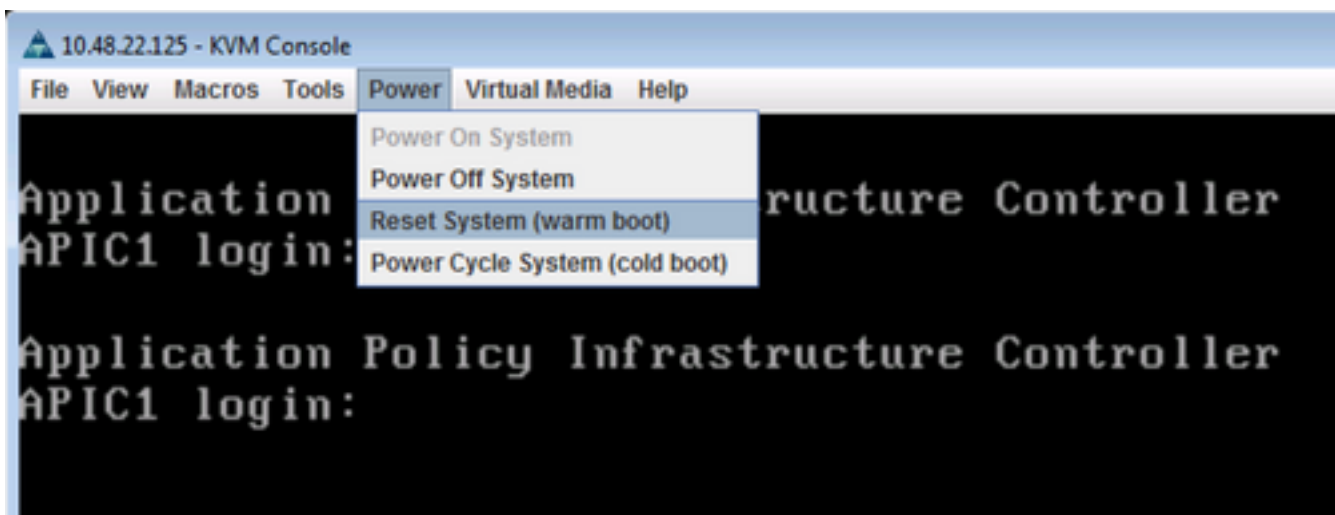 10.48.22.125 - KVM Console
File View Macros Tools Power Virtual Media Help
Power On System
Power Off System
Reset System (warm boot)
Power Cycle System (cold boot)
Application ructure Controller
APIC1 login:
Application Policy Infrastructure Controller
APIC1 login: